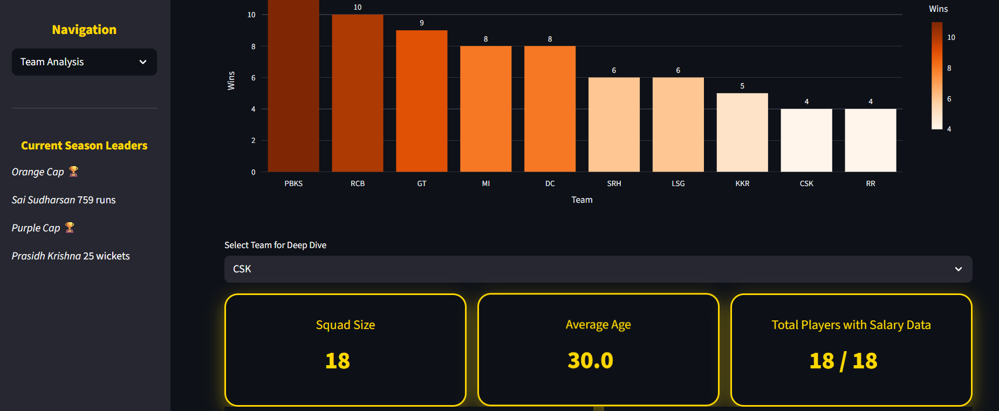 Navigation
Team Analysis
Current Season Leaders
Orange Cap 🏆
Sai Sudharsan 759 runs
Purple Cap 🏆
Prasidh Krishna 25 wickets
10
8
6
4
2
0
Wins
10
9
8
8
6
6
5
4
4
PBKS
RCB
GT
MI
DC
SRH
LSG
KKR
CSK
RR
Team
Wins
10
8
6
4
Select Team for Deep Dive
CSK
Squad Size
18
Average Age
30.0
Total Players with Salary Data
18 / 18